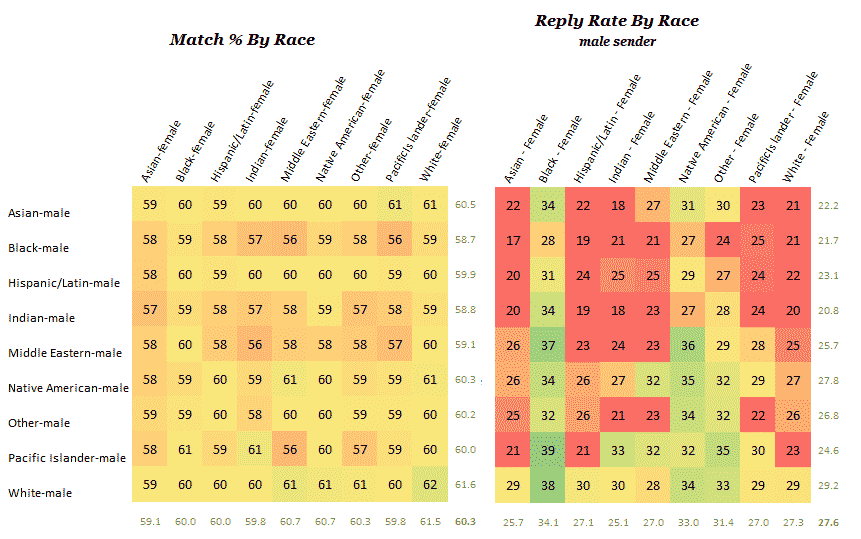 Match % By Race
Reply Rate By Race
male sender
Asian-female
Black-female
Hispanic/Latin-female
Indian-female
Middle Eastern-female
Native American-female
Other-female
PacificIslander-female
White-female
Asian - Female
Black - Female
Hispanic/Latin - Female
Indian - Female
Middle Eastern - Female
Native American - Female
Other - Female
PacificIslander - Female
White - Female
Asian-male 59 60 59 60 60 60 60 61 61 60.5 22 34 22 18 27 31 30 23 21 22.2
Black-male 58 59 58 57 56 59 58 56 59 58.7 17 28 19 21 21 27 24 25 21 21.7
Hispanic/Latin-male 58 60 60 60 60 60 60 59 60 59.9 20 31 24 25 25 29 27 24 22 23.1
Indian-male 57 59 58 57 58 59 57 58 59 58.8 20 34 19 18 23 27 28 24 20 20.8
Middle Eastern-male 58 60 58 56 58 58 58 57 60 59.1 26 37 23 24 23 36 29 28 25 25.7
Native American-male 58 59 60 59 61 60 59 59 61 60.3 26 34 26 27 32 35 32 29 27 27.8
Other-male 59 59 60 58 60 60 59 59 60 60.2 25 32 26 21 23 34 32 22 26 26.8
Pacific Islander-male 58 61 59 61 56 60 57 59 60 60.0 21 39 21 33 32 32 35 30 23 24.6
White-male 59 60 60 60 61 61 61 60 62 61.6 29 38 30 30 28 34 33 29 29 29.2
59.1 60.0 60.0 59.8 60.7 60.7 60.3 59.8 61.5 60.3 25.7 34.1 27.1 25.1 27.0 33.0 31.4 27.0 27.3 27.6